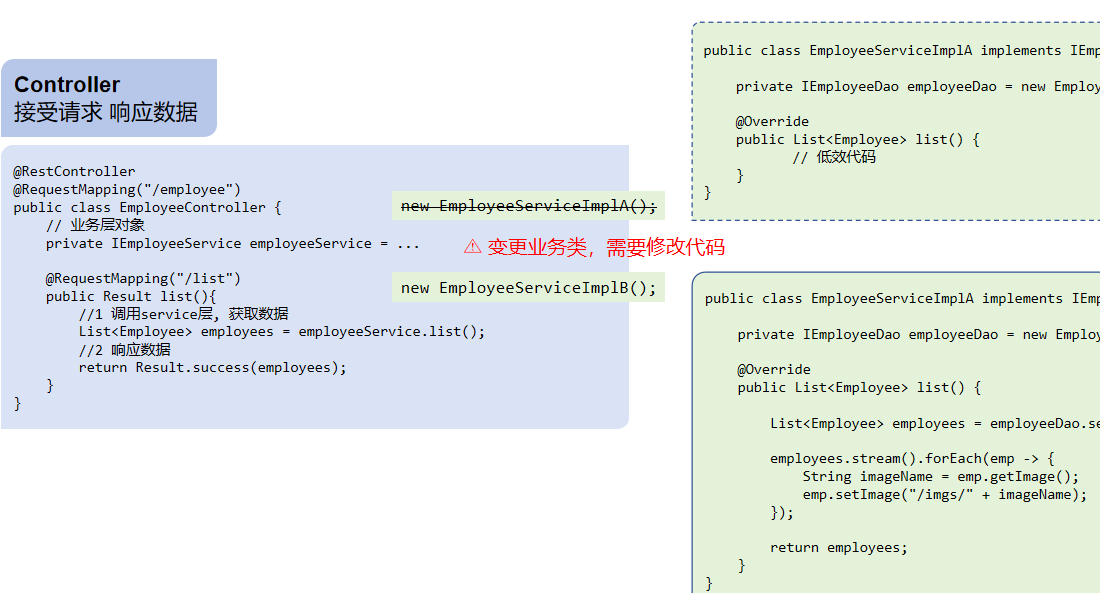 Controller
接受请求 响应数据
@RestController
@RequestMapping("/employee")
public class EmployeeController {
// 业务层对象
private IEmployeeService employeeService = ...
@RequestMapping("/list")
public Result list(){
//1 调用service层, 获取数据
List<Employee> employees = employeeService.list();
//2 响应数据
return Result.success(employees);
}
}
new EmployeeServiceImplA();
⚠ 变更业务类，需要修改代码
new EmployeeServiceImplB();
public class EmployeeServiceImplA implements IEmp
private IEmployeeDao employeeDao = new Employ
@Override
public List<Employee> list() {
// 低效代码
}
}
public class EmployeeServiceImplA implements IEmp
private IEmployeeDao employeeDao = new Employ
@Override
public List<Employee> list() {
List<Employee> employees = employeeDao.se
employees.stream().forEach(emp -> {
String imageName = emp.getImage();
emp.setImage("/imgs/" + imageName);
});
return employees;
}
}